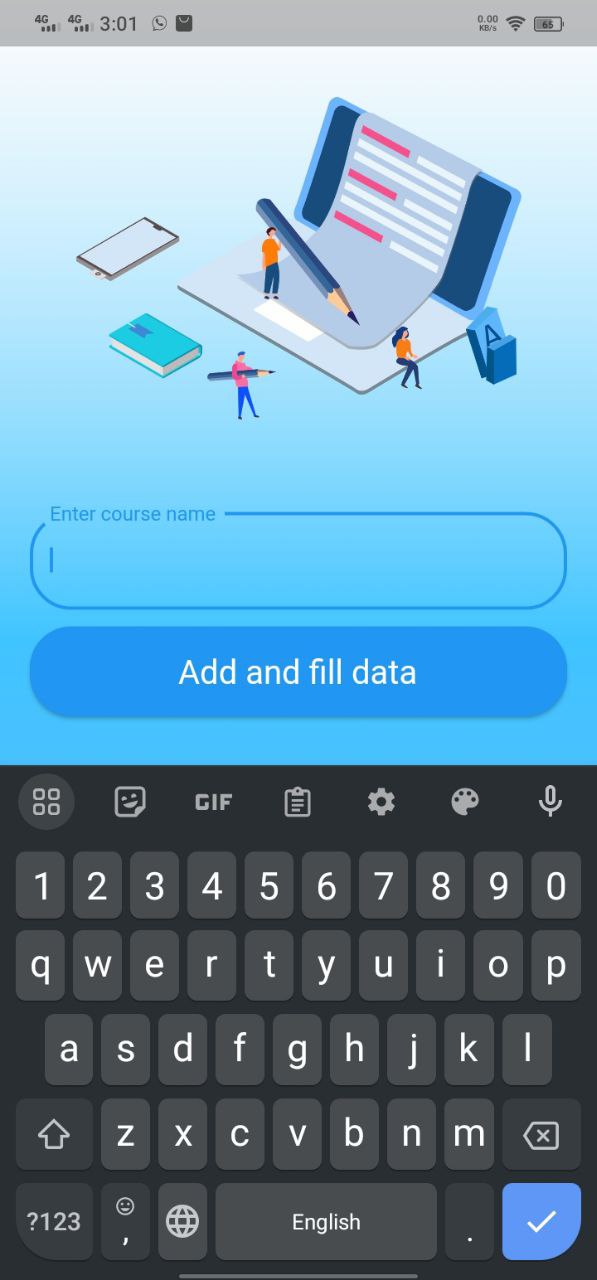 4G 4G 3:01 0.00 KB/s 65
A
Enter course name
Add and fill data
GIF
1 2 3 4 5 6 7 8 9 0
q w e r t y u i o p
a s d f g h j k l
z x c v b n m
?123 , English .